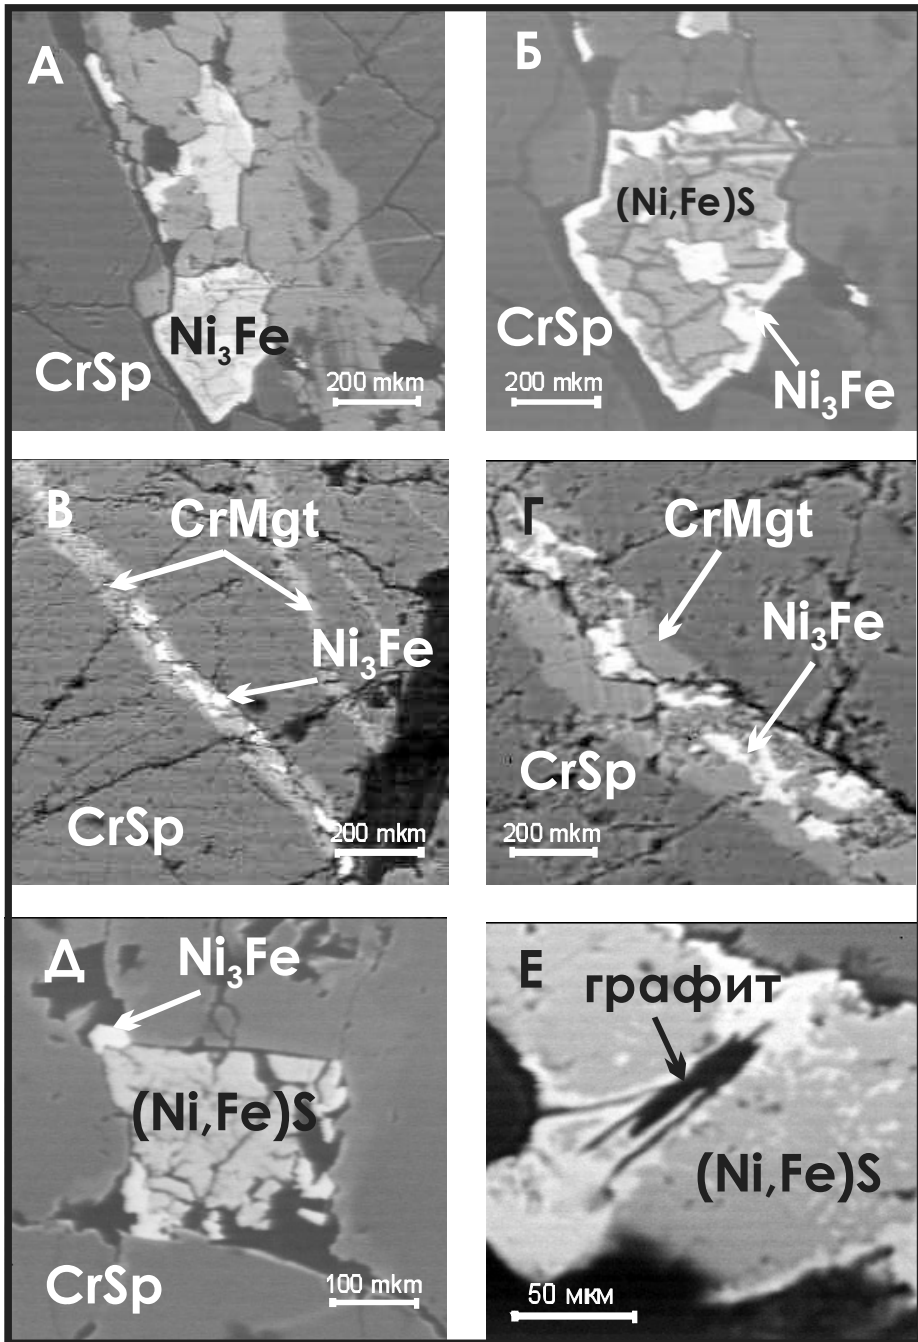 А
Ni₃Fe
CrSp
200 mkm
Б
(Ni,Fe)S
CrSp
Ni₃Fe
200 mkm
В
CrMgt
Ni₃Fe
CrSp
200 mkm
Г
CrMgt
Ni₃Fe
CrSp
200 mkm
Д
Ni₃Fe
(Ni,Fe)S
CrSp
100 mkm
Е
графит
(Ni,Fe)S
50 мкм